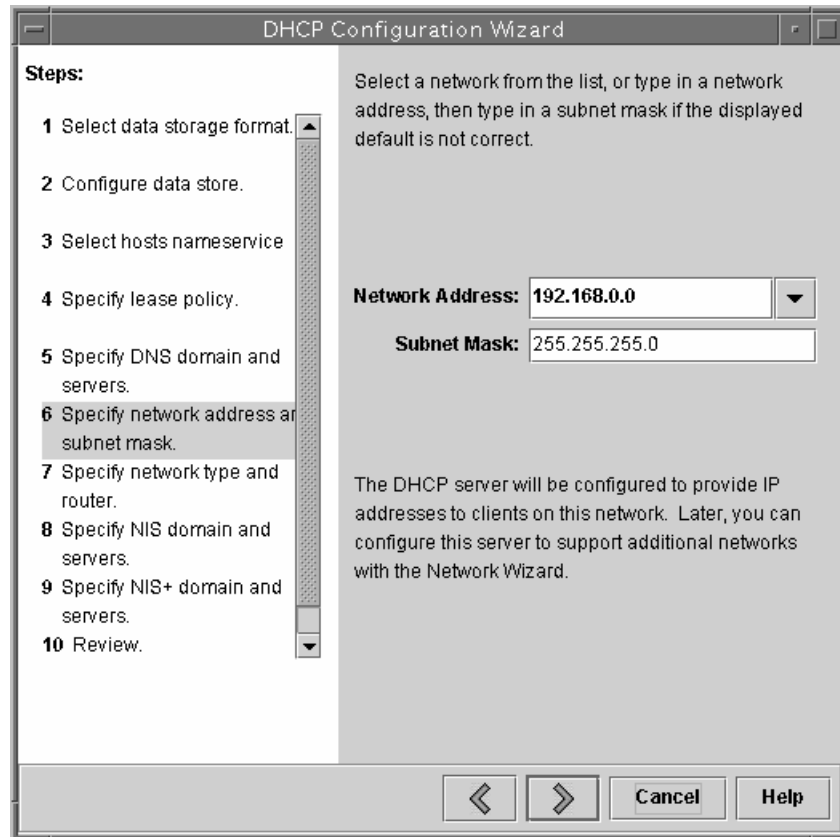 DHCP Configuration Wizard
Steps:
1 Select data storage format.
2 Configure data store.
3 Select hosts nameservice
4 Specify lease policy.
5 Specify DNS domain and
servers.
6 Specify network address ar
subnet mask.
7 Specify network type and
router.
8 Specify NIS domain and
servers.
9 Specify NIS+ domain and
servers.
10 Review.
Select a network from the list, or type in a network
address, then type in a subnet mask if the displayed
default is not correct.
Network Address: 192.168.0.0
Subnet Mask: 255.255.255.0
The DHCP server will be configured to provide IP
addresses to clients on this network. Later, you can
configure this server to support additional networks
with the Network Wizard.
Cancel
Help